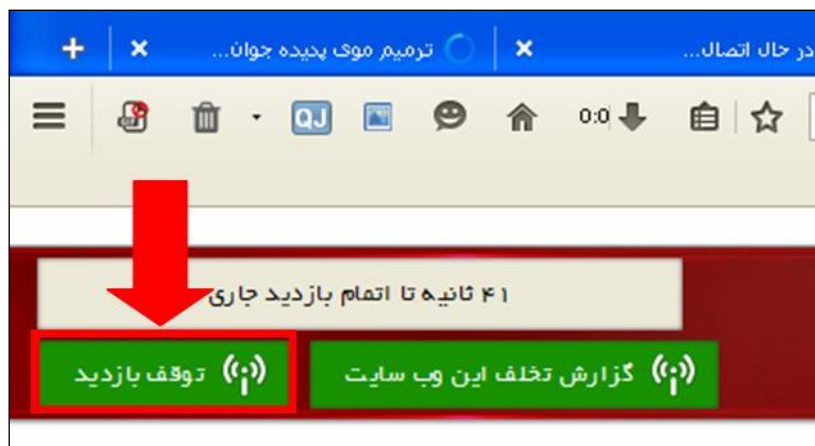 در حال اتصال...
ترمیم موی پدیده جوان...
0:0
QJ
۴۱ ثانیه تا اتمام بازدید جاری
گزارش تخلف این وب سایت
توقف بازدید